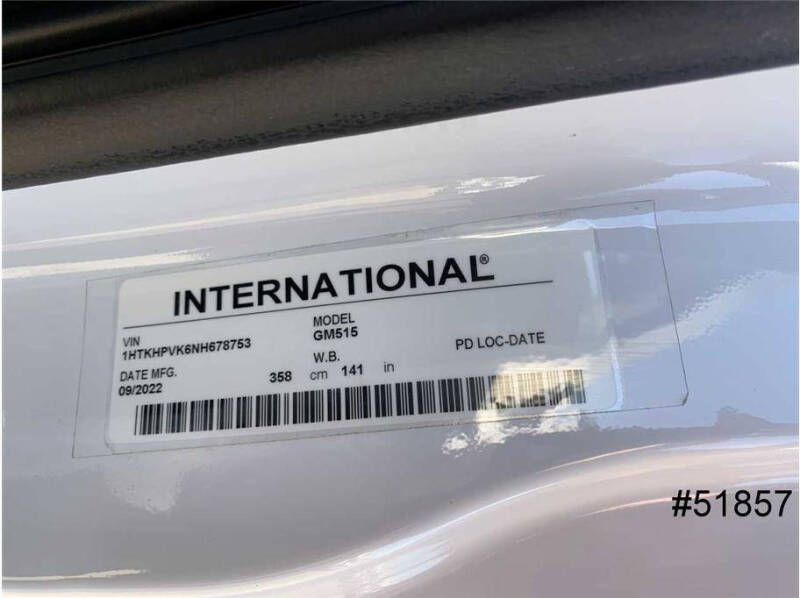 INTERNATIONAL®
VIN MODEL
1HTKHPVK6NH678753 GM515
DATE MFG. W.B. PD LOC-DATE
09/2022 358 cm 141 in
#51857